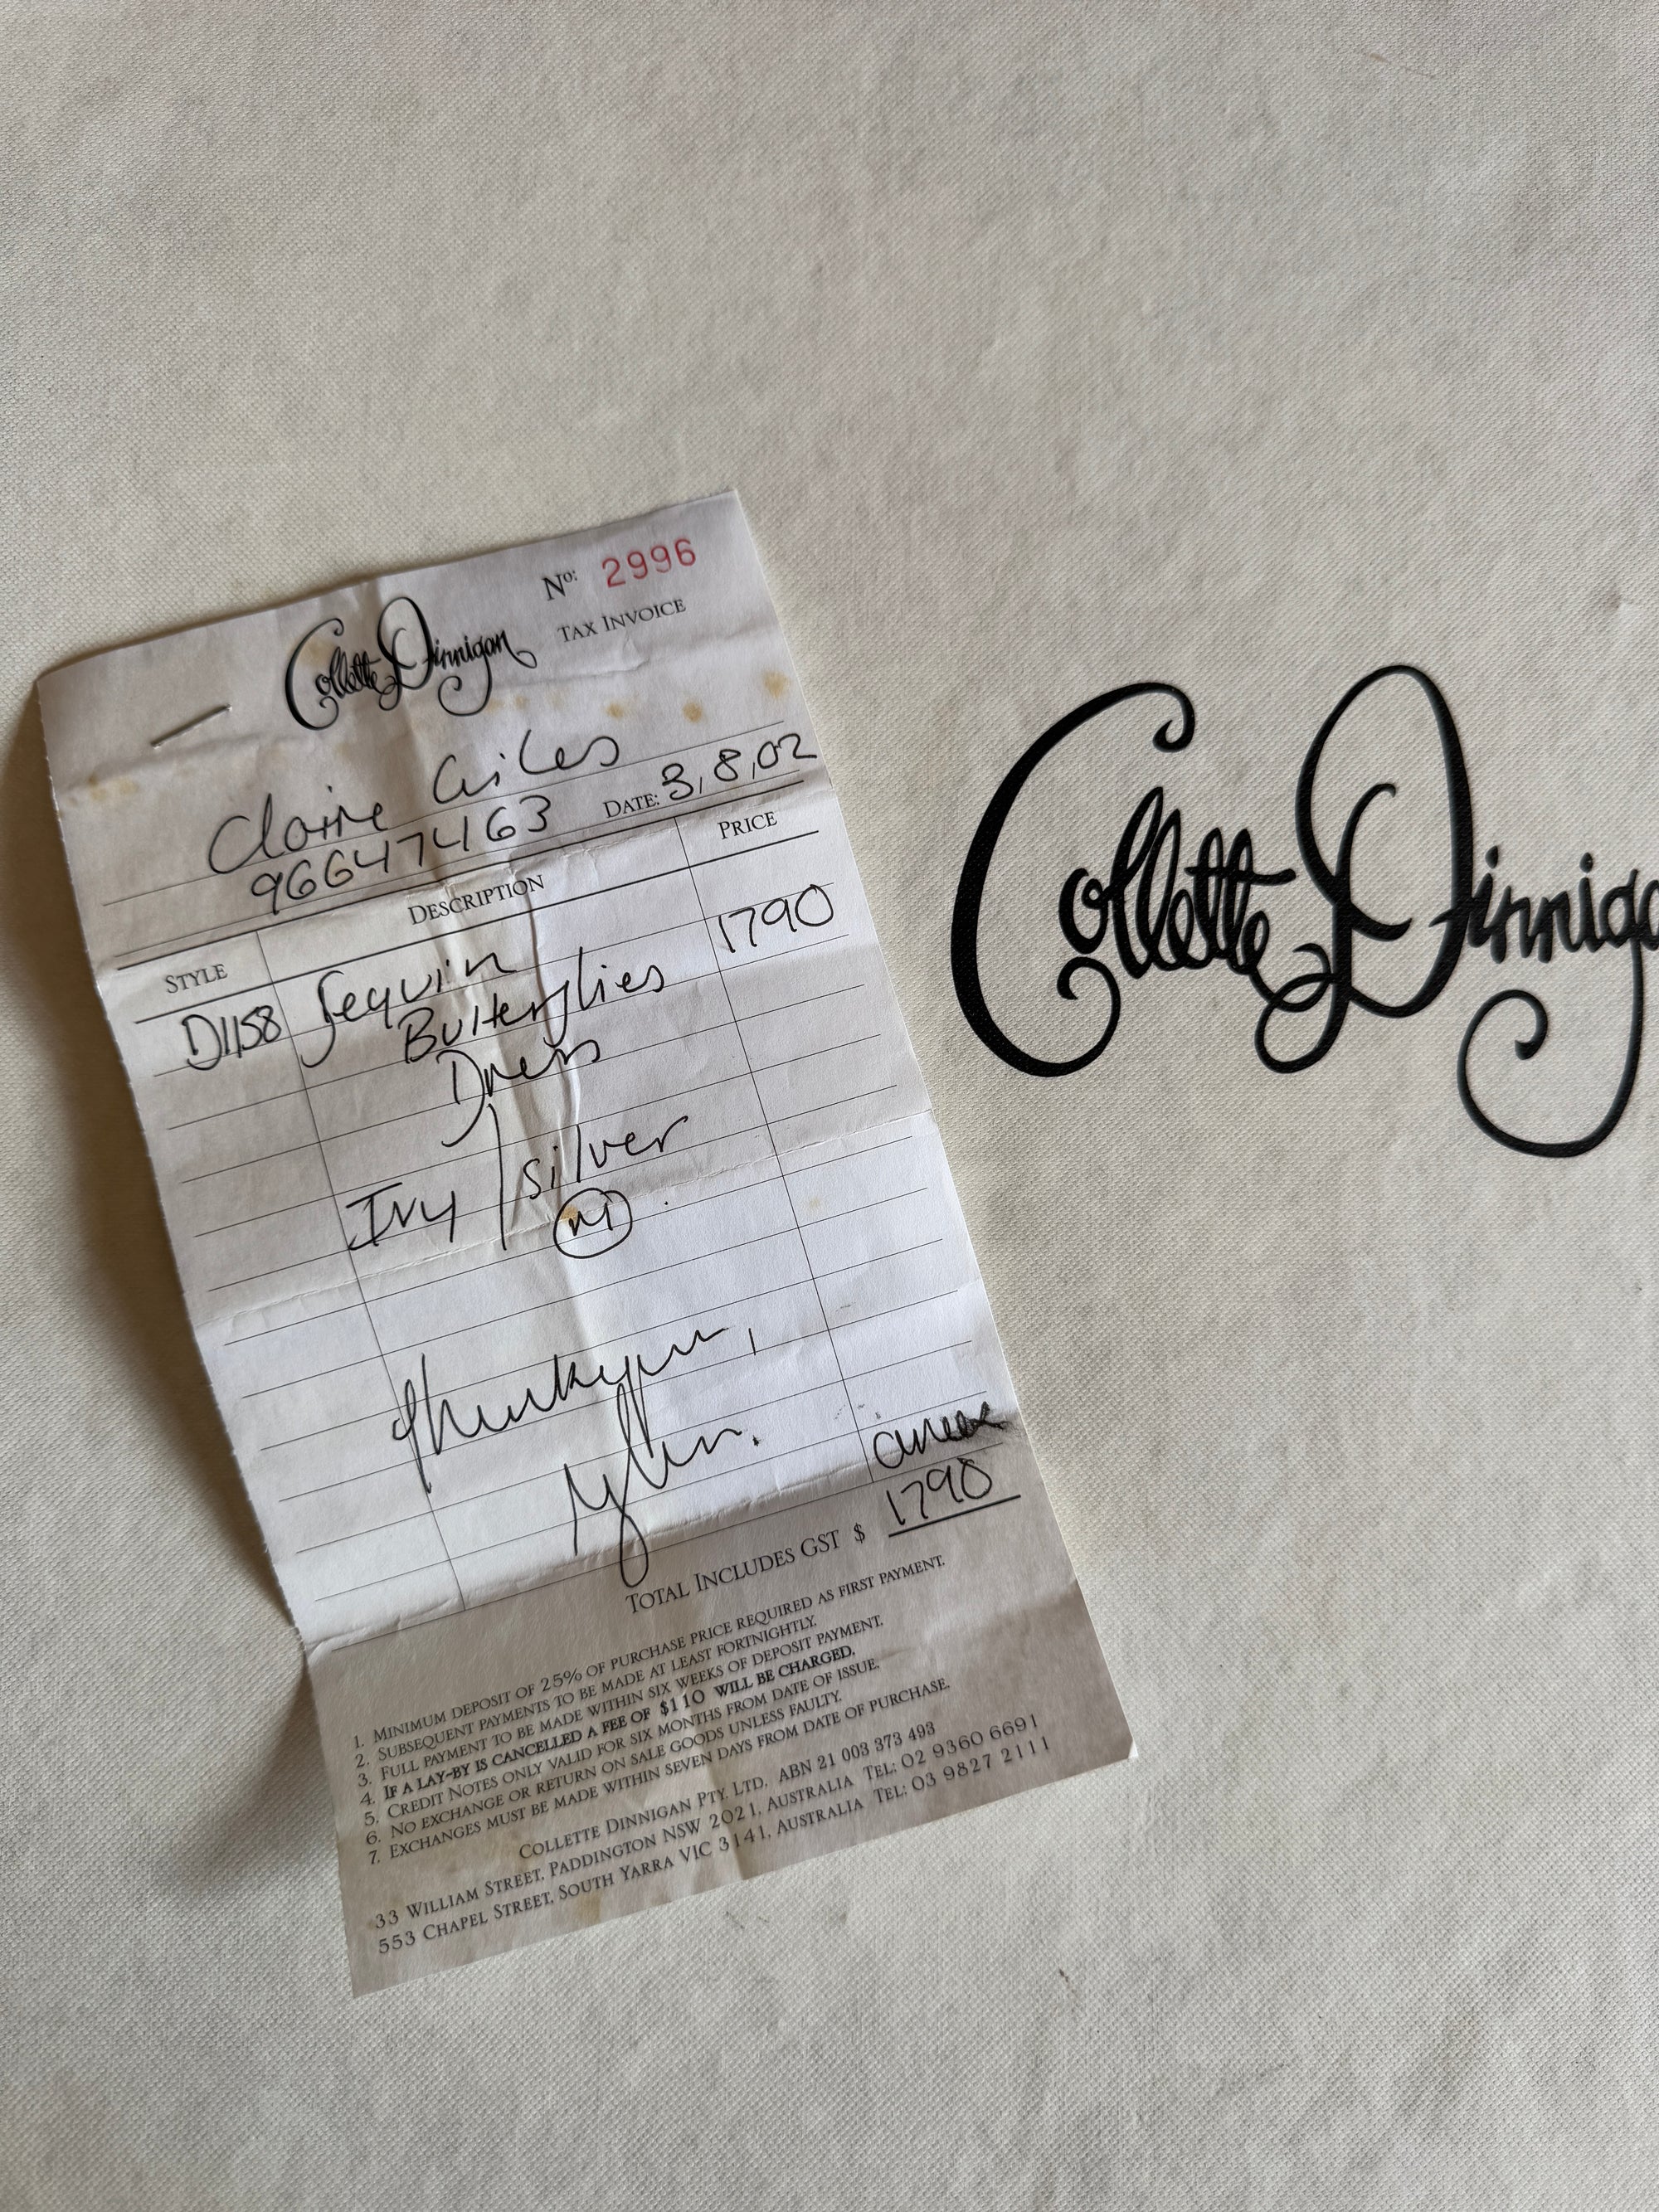 Nº: 2996
TAX INVOICE
Collette Dinnigan
Claire Giles
96647463 DATE: 3,8,02
STYLE DESCRIPTION PRICE
D1158 Sequin 1790
Butterflies
Dress
Ivy/silver
Thankyou,
1790
TOTAL INCLUDES GST $
1. MINIMUM DEPOSIT OF 25% OF PURCHASE PRICE REQUIRED AS FIRST PAYMENT.
2. SUBSEQUENT PAYMENTS TO BE MADE AT LEAST FORTNIGHTLY.
3. FULL PAYMENT TO BE MADE WITHIN SIX WEEKS OF DEPOSIT PAYMENT.
4. IF A LAY-BY IS CANCELLED A FEE OF $110 WILL BE CHARGED.
5. CREDIT NOTES ONLY VALID FOR SIX MONTHS FROM DATE OF ISSUE.
6. NO EXCHANGE OR RETURN ON SALE GOODS UNLESS FAULTY.
7. EXCHANGES MUST BE MADE WITHIN SEVEN DAYS FROM DATE OF PURCHASE.
COLLETTE DINNIGAN PTY. LTD. ABN 21 003 373 493
33 WILLIAM STREET, PADDINGTON NSW 2021, AUSTRALIA TEL: 02 9360 6691
553 CHAPEL STREET, SOUTH YARRA VIC 3141, AUSTRALIA TEL: 03 9827 2111
Collette Dinniga